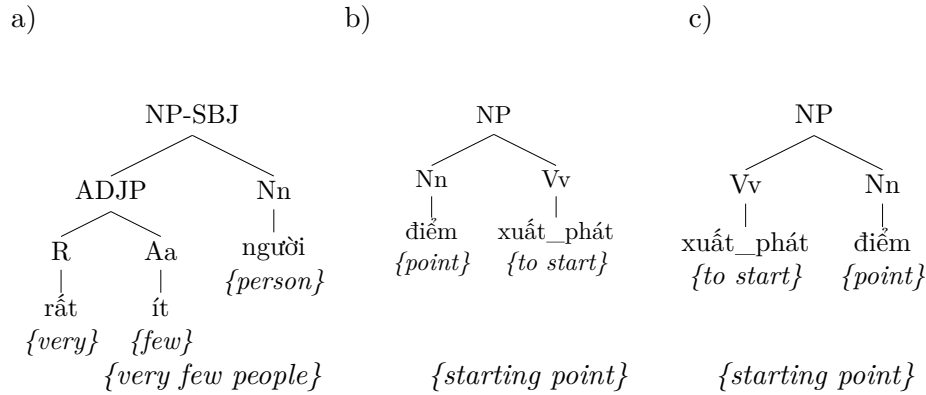 a)
b)
c)
NP-SBJ
ADJP Nn
R Aa người
{person}
rất ít
{very} {few}
{very few people}
NP
Nn Vv
điểm xuất_phát
{point} {to start}
{starting point}
NP
Vv Nn
xuất_phát điểm
{to start} {point}
{starting point}